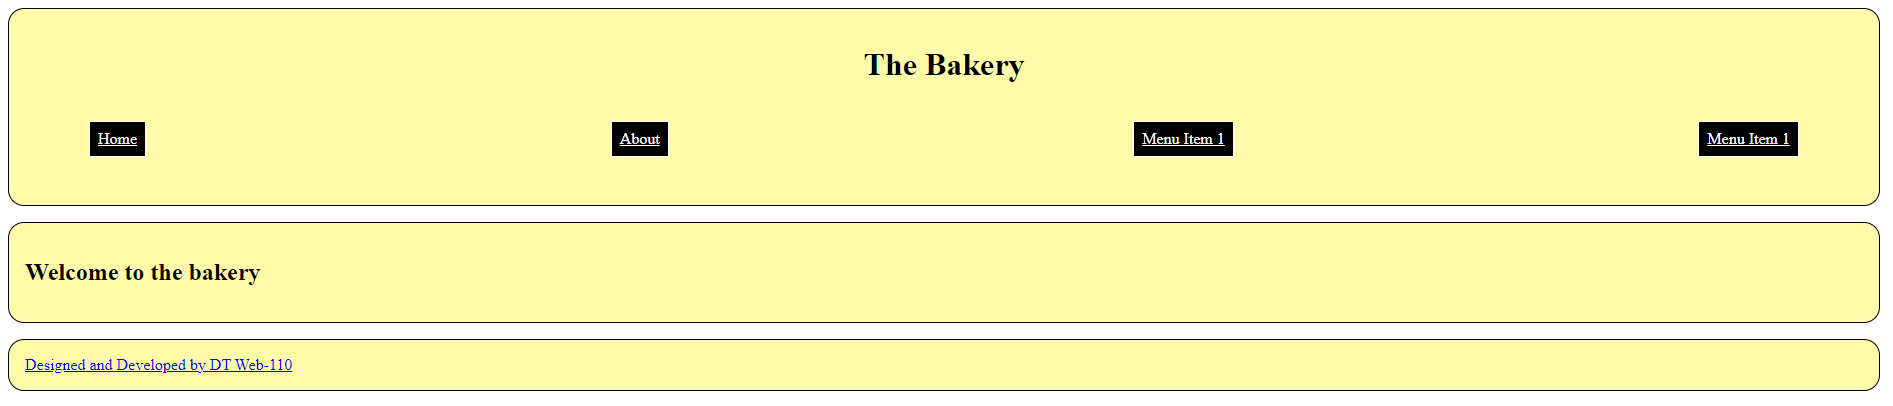 The Bakery
Home About Menu Item 1 Menu Item 1
Welcome to the bakery
Designed and Developed by DT Web-110